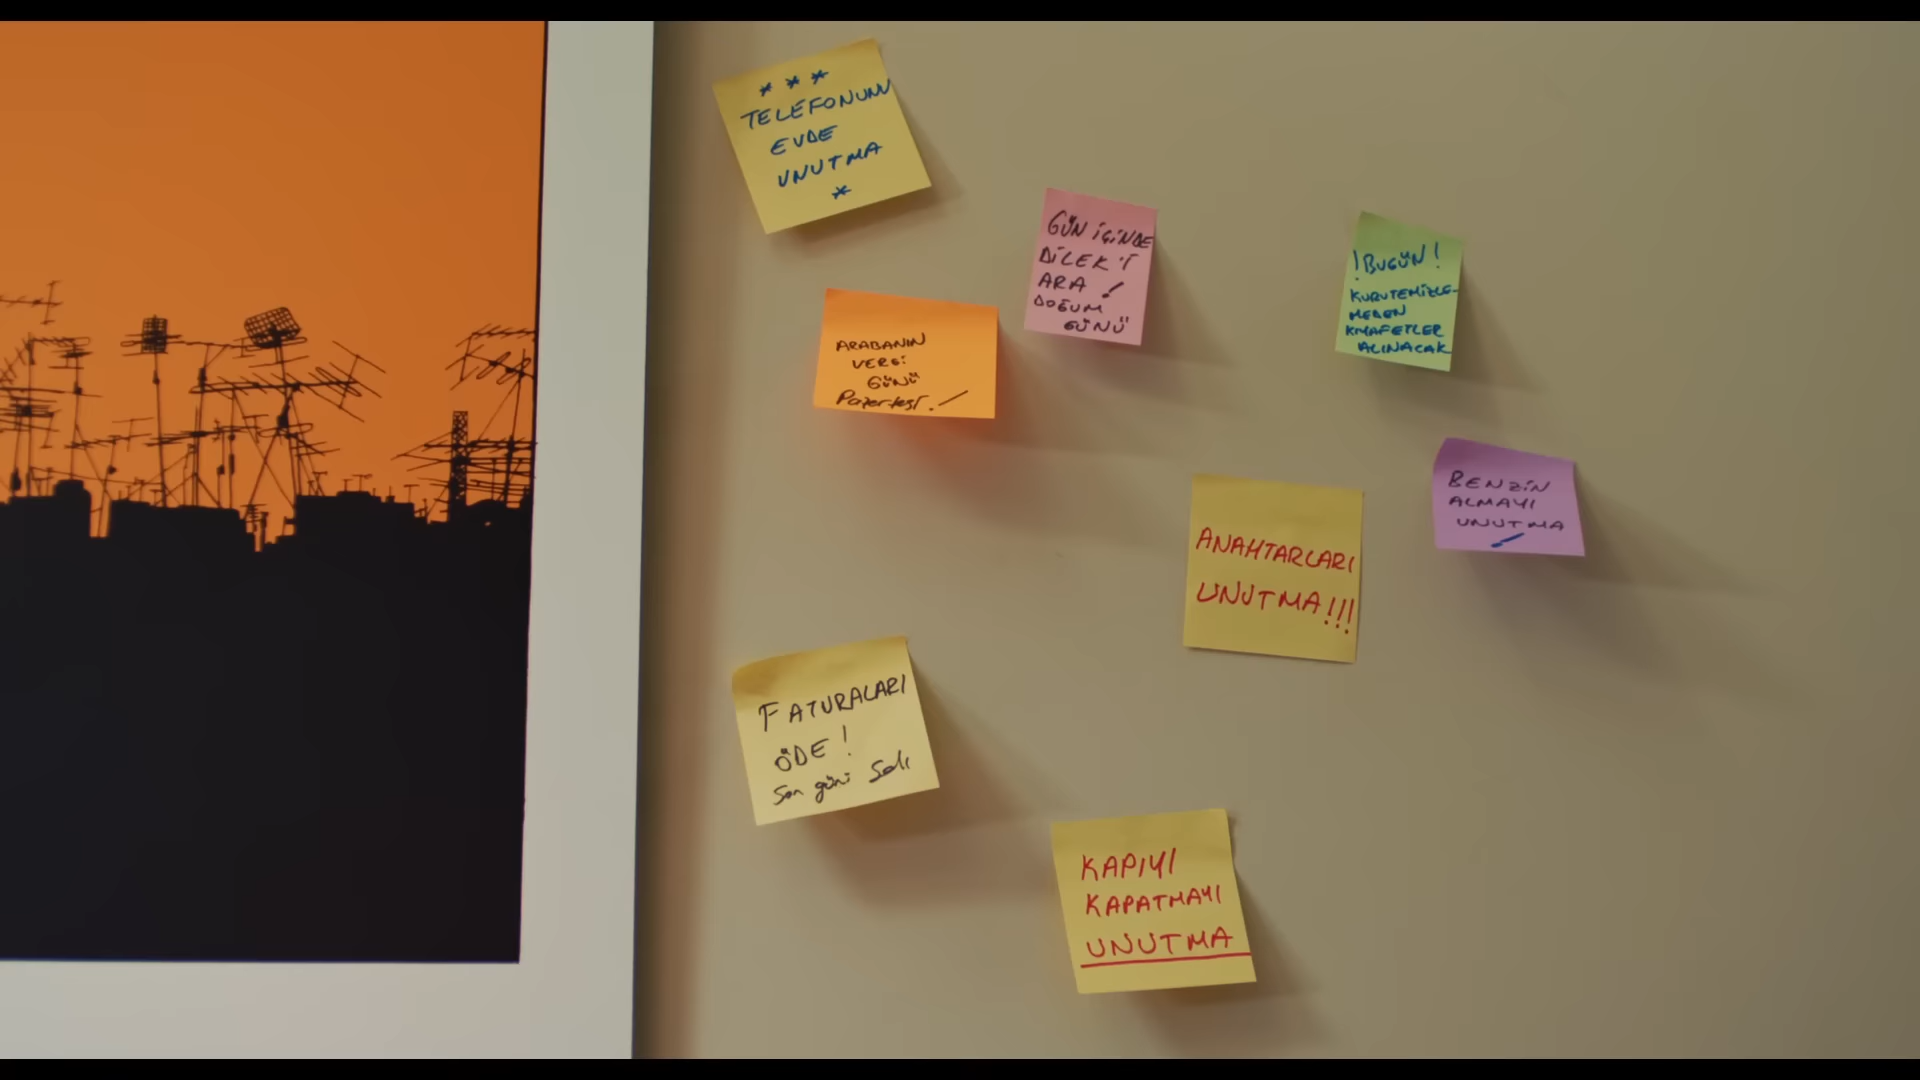 * * *
TELEFONUNU
EVDE
UNUTMA
*
GÜN İÇİNDE
DİLEK'İ
ARA !
DOĞUM
GÜNÜ
! BUGÜN !
KURUTEMİZLE-
MEDEN
KIYAFETLER
ALINACAK
ARABANIN
VERGİ
GÜNÜ
Pazartesi !
BENZİN
ALMAYI
UNUTMA
ANAHTARLARI
UNUTMA!!!
FATURALARI
ÖDE !
Son günü Salı
KAPIYI
KAPATMAYI
UNUTMA